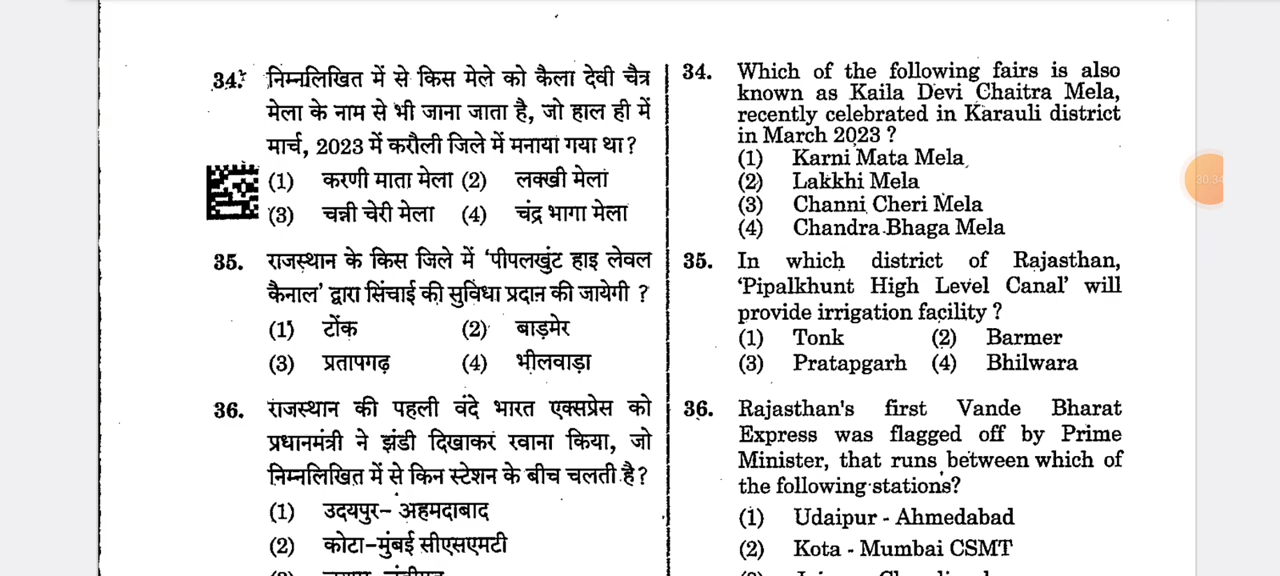 34. निम्नलिखित में से किस मेले को कैला देवी चैत्र
मेला के नाम से भी जाना जाता है, जो हाल ही में
मार्च, 2023 में करौली जिले में मनाया गया था?
(1) करणी माता मेला (2) लक्खी मेला
(3) चन्नी चेरी मेला (4) चंद्र भागा मेला
35. राजस्थान के किस जिले में 'पीपलखुंट हाइ लेवल
कैनाल' द्वारा सिंचाई की सुविधा प्रदान की जायेगी ?
(1) टोंक (2) बाड़मेर
(3) प्रतापगढ़ (4) भीलवाड़ा
36. राजस्थान की पहली वंदे भारत एक्सप्रेस को
प्रधानमंत्री ने झंडी दिखाकर रवाना किया, जो
निम्नलिखित में से किन स्टेशन के बीच चलती है?
(1) उदयपुर- अहमदाबाद
(2) कोटा-मुंबई सीएसएमटी
34. Which of the following fairs is also
known as Kaila Devi Chaitra Mela,
recently celebrated in Karauli district
in March 2023 ?
(1) Karni Mata Mela
(2) Lakkhi Mela
(3) Channi Cheri Mela
(4) Chandra Bhaga Mela
35. In which district of Rajasthan,
'Pipalkhunt High Level Canal' will
provide irrigation facility ?
(1) Tonk (2) Barmer
(3) Pratapgarh (4) Bhilwara
36. Rajasthan's first Vande Bharat
Express was flagged off by Prime
Minister, that runs between which of
the following stations?
(1) Udaipur - Ahmedabad
(2) Kota - Mumbai CSMT
30:34